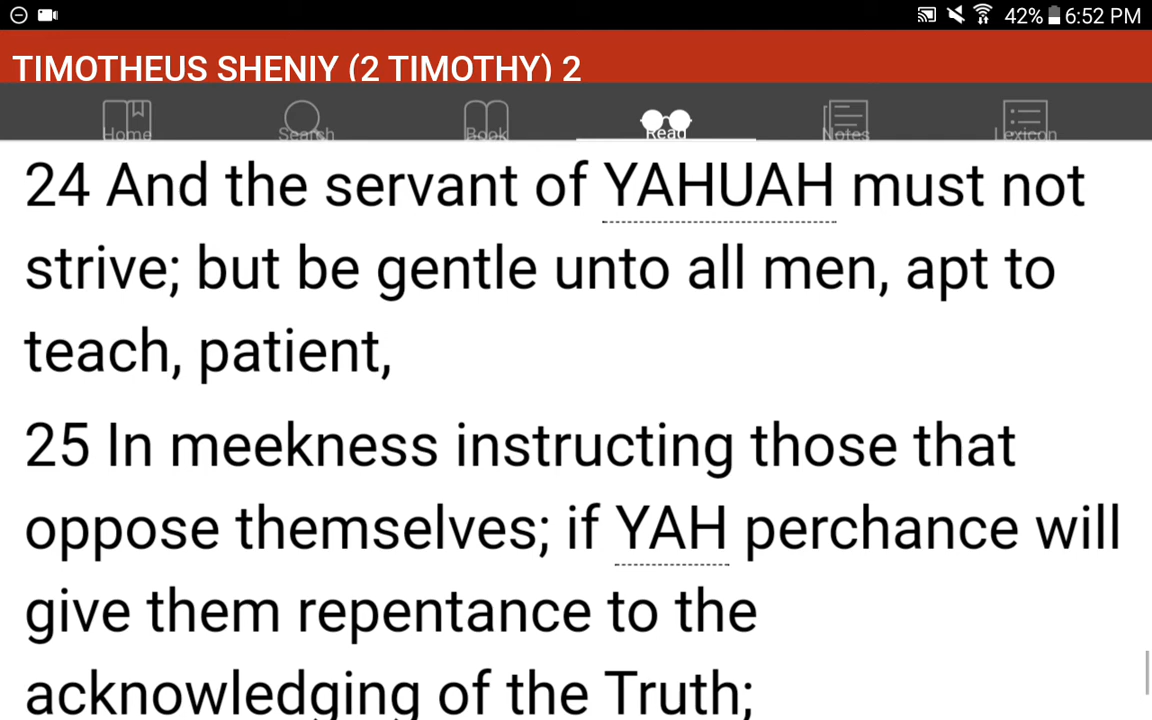 42% 6:52 PM
TIMOTHEUS SHENIY (2 TIMOTHY) 2
Home Search Book Read Notes Lexicon
24 And the servant of YAHUAH must not
strive; but be gentle unto all men, apt to
teach, patient,
25 In meekness instructing those that
oppose themselves; if YAH perchance will
give them repentance to the
acknowledging of the Truth;